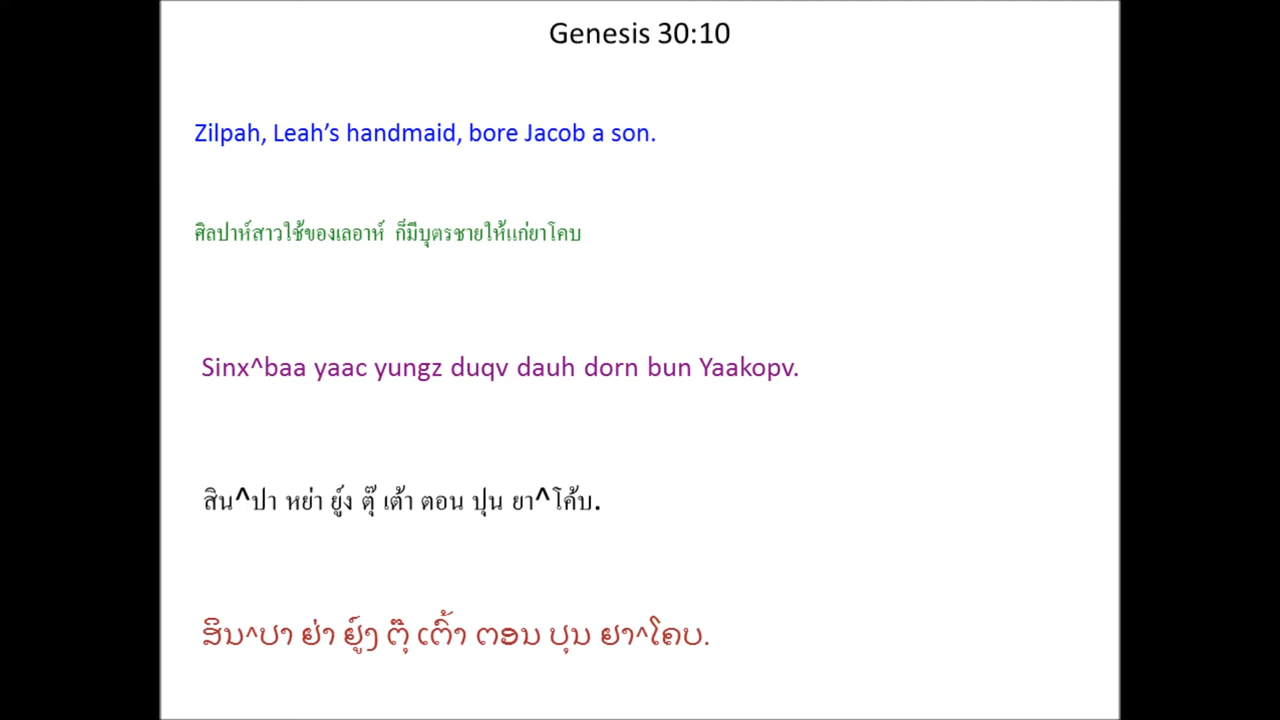 Genesis 30:10
Zilpah, Leah’s handmaid, bore Jacob a son.
ศิลปาห์สาวใช้ของเลอาห์ ก็มีบุตรชายให้แก่ยาโคบ
Sinx^baa yaac yungz duqv dauh dorn bun Yaakopv.
สิน^ปา หย่า ยู์ง ตุ๊ เต้า ตอน ปุน ยา^โค้บ.
ສິນ^ປາ ຢ່າ ຢູ໌ງ ຕຸ໊ ເຕົ້າ ຕອນ ປຸນ ຢາ^ໂຄບ.